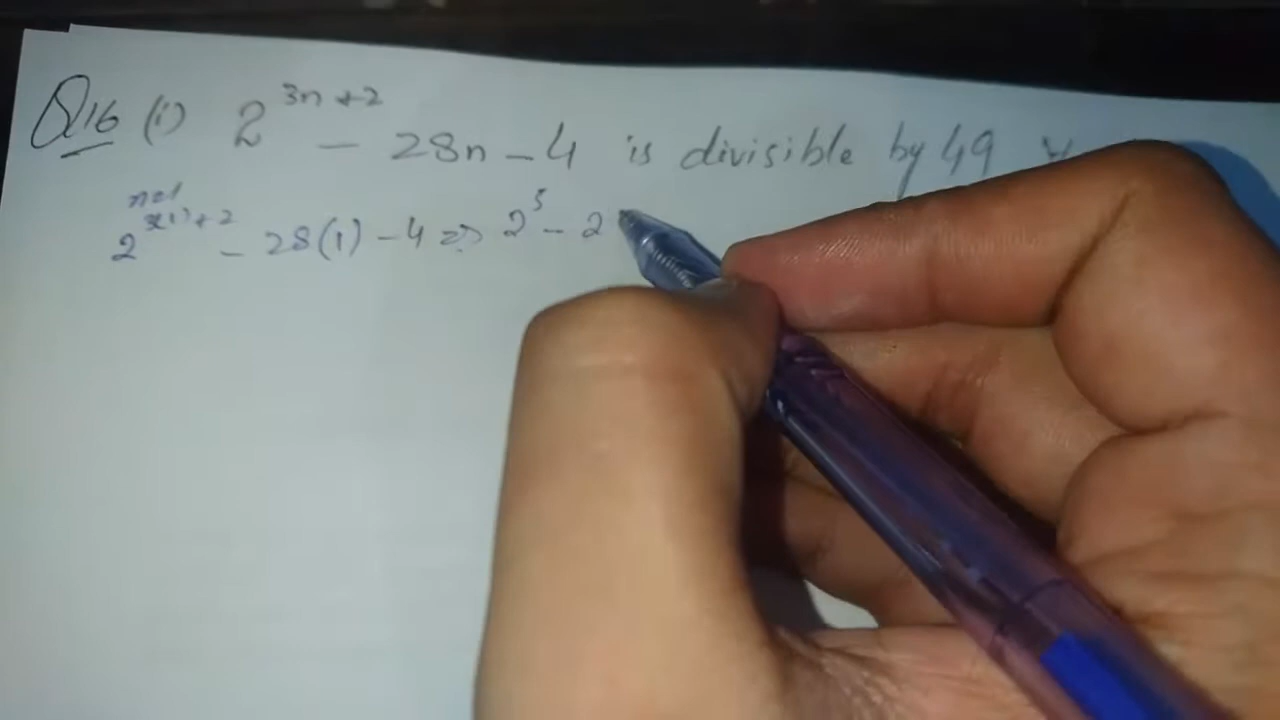 Q16 (i) 2^{3n+2} - 28n - 4 is divisible by 49 ∀
n=1
2^{3(1)+2} - 28(1) - 4 => 2^5 - 2